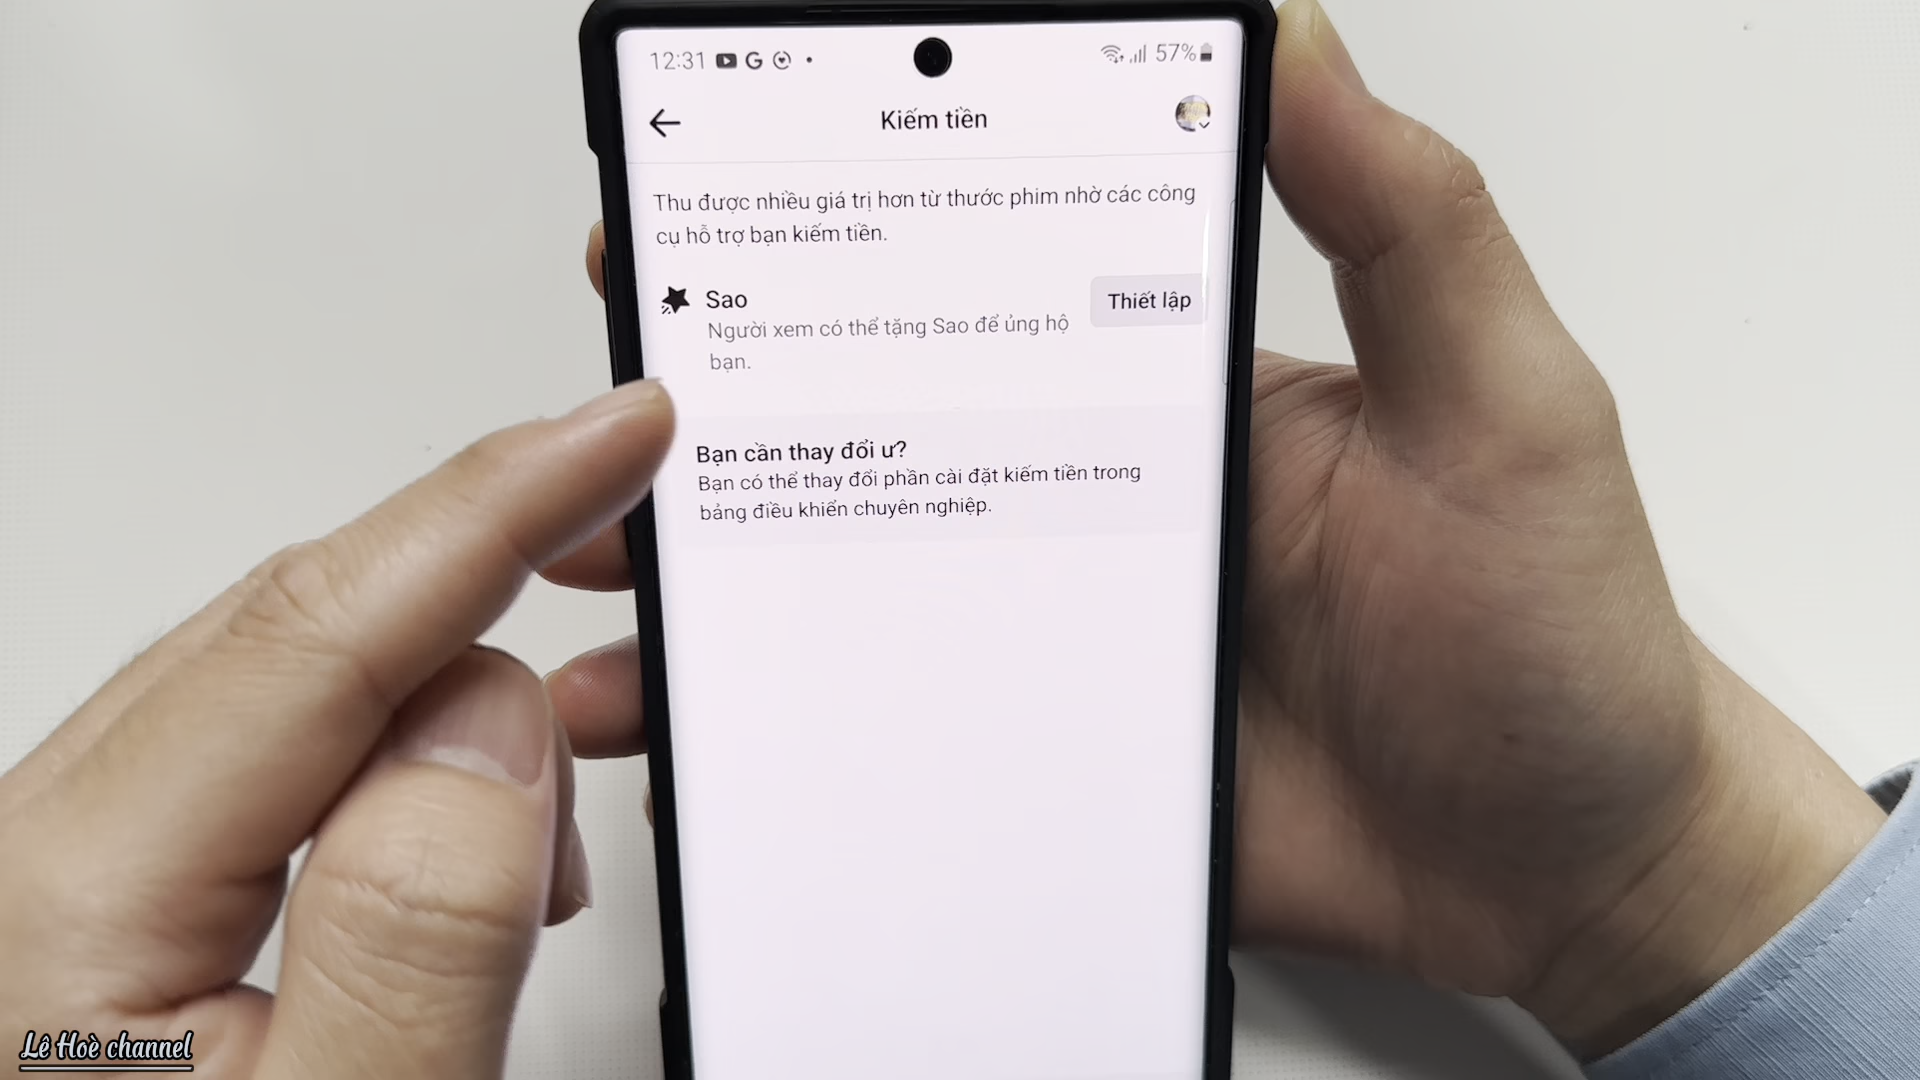 12:31 57%
Kiếm tiền
Thu được nhiều giá trị hơn từ thước phim nhờ các công
cụ hỗ trợ bạn kiếm tiền.
Sao
Thiết lập
Người xem có thể tặng Sao để ủng hộ
bạn.
Bạn cần thay đổi ư?
Bạn có thể thay đổi phần cài đặt kiếm tiền trong
bảng điều khiển chuyên nghiệp.
Lê Hoè channel